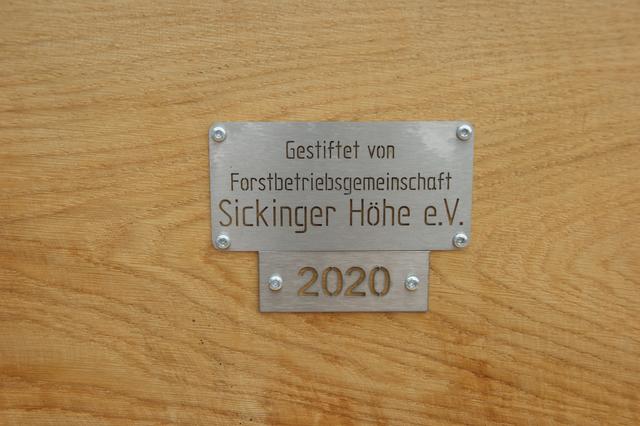 Gestiftet von
Forstbetriebsgemeinschaft
Sickinger Höhe e.V.
2020